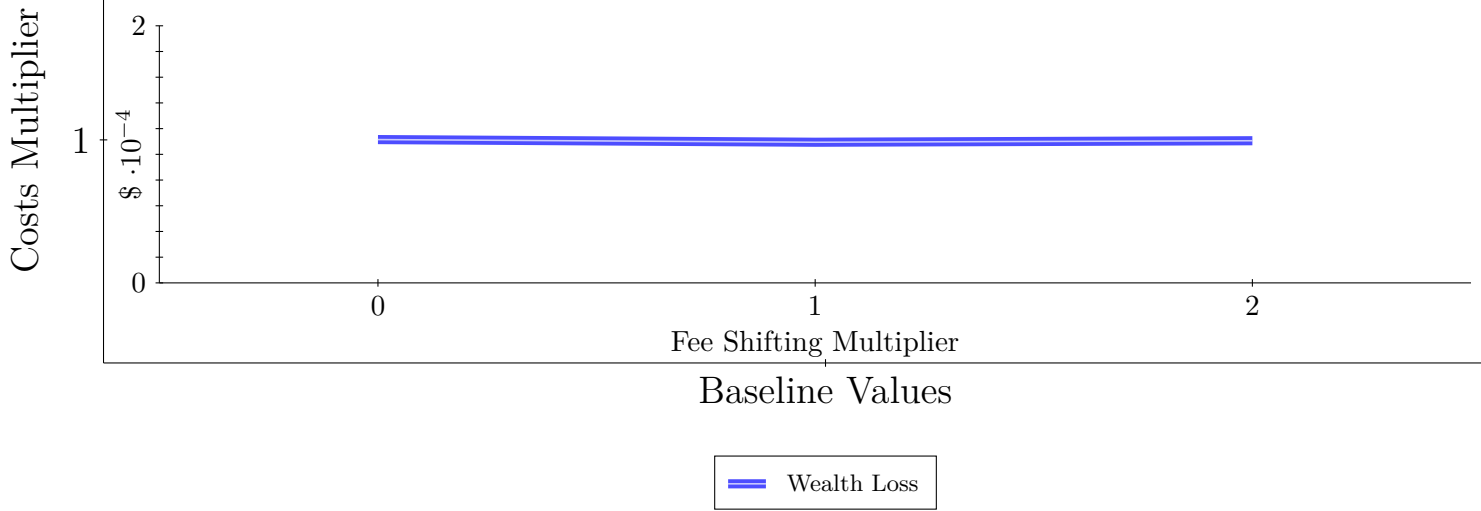 Costs Multiplier
1
$ ·10⁻⁴
2
0
0 1 2
Fee Shifting Multiplier
Baseline Values
Wealth Loss